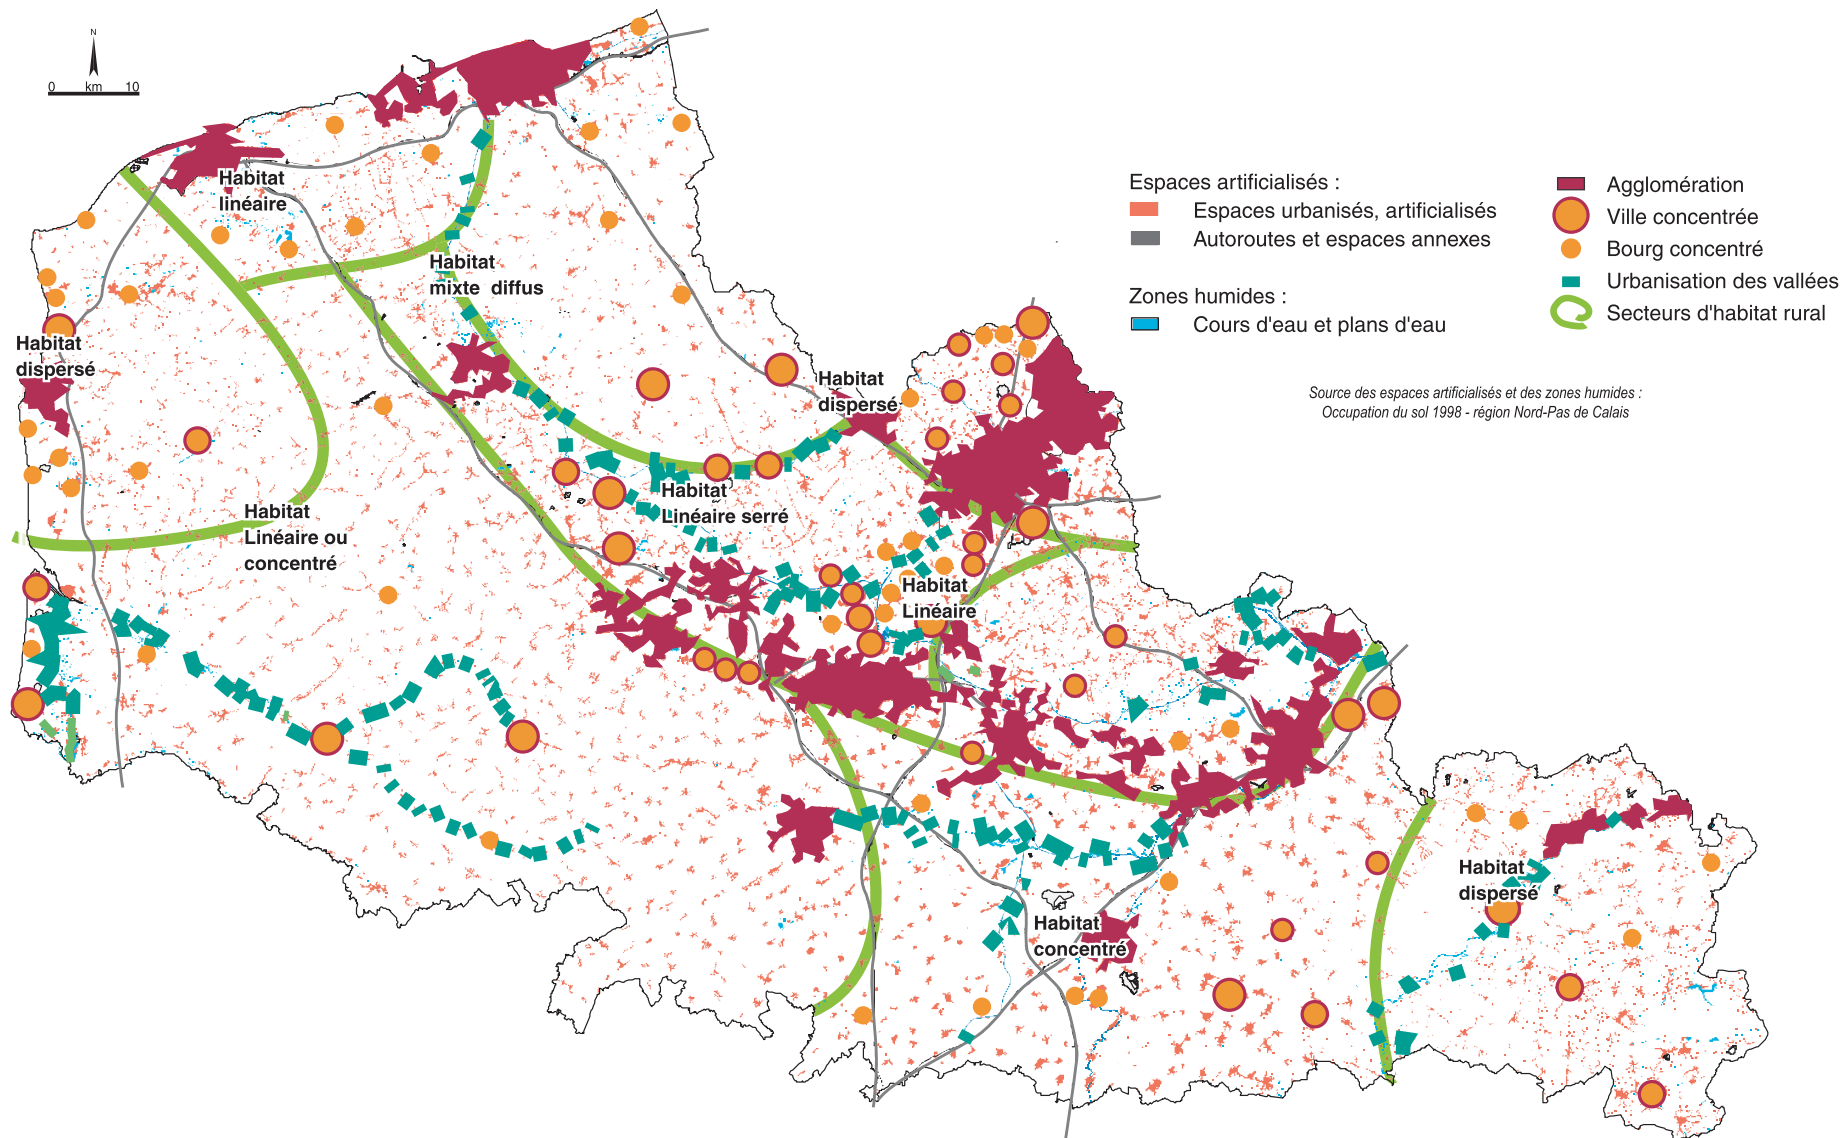 N
0 km 10
Habitat
linéaire
Habitat
mixte diffus
Habitat
dispersé
Habitat
dispersé
Habitat
Linéaire serré
Habitat
Linéaire ou
concentré
Habitat
Linéaire
Habitat
dispersé
Habitat
concentré
Espaces artificialisés :
Espaces urbanisés, artificialisés
Autoroutes et espaces annexes
Zones humides :
Cours d'eau et plans d'eau
Agglomération
Ville concentrée
Bourg concentré
Urbanisation des vallées
Secteurs d'habitat rural
Source des espaces artificialisés et des zones humides :
Occupation du sol 1998 - région Nord-Pas de Calais